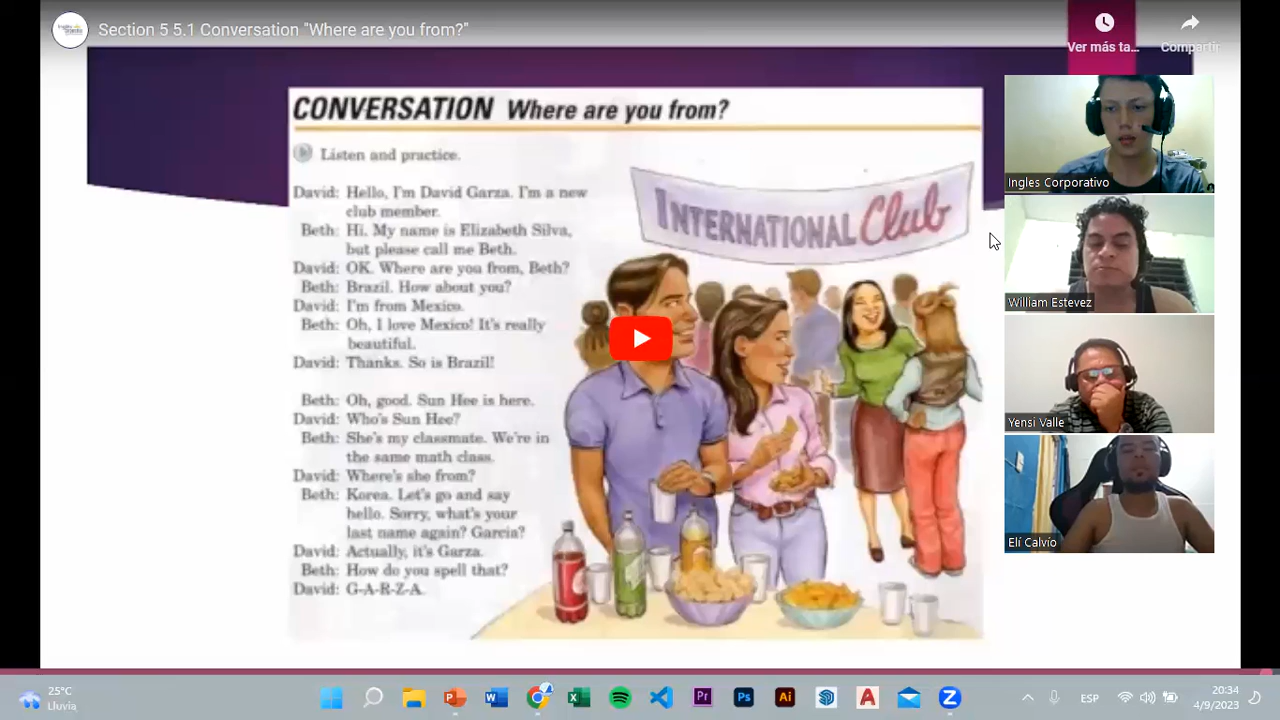 Section 5 5.1 Conversation "Where are you from?"
Ver más ta...
Compartir
CONVERSATION Where are you from?
Listen and practice.
David: Hello, I'm David Garza. I'm a new
club member.
Beth: Hi. My name is Elizabeth Silva,
but please call me Beth.
David: OK. Where are you from, Beth?
Beth: Brazil. How about you?
David: I'm from Mexico.
Beth: Oh, I love Mexico! It's really
beautiful.
David: Thanks. So is Brazil!
Beth: Oh, good. Sun Hee is here.
David: Who's Sun Hee?
Beth: She's my classmate. We're in
the same math class.
David: Where's she from?
Beth: Korea. Let's go and say
hello. Sorry, what's your
last name again? Garcia?
David: Actually, it's Garza.
Beth: How do you spell that?
David: G-A-R-Z-A.
INTERNATIONAL Club
Ingles Corporativo
William Estevez
Yensi Valle
Elí Calvío
25°C
Lluvia
ESP
20:34
4/9/2023